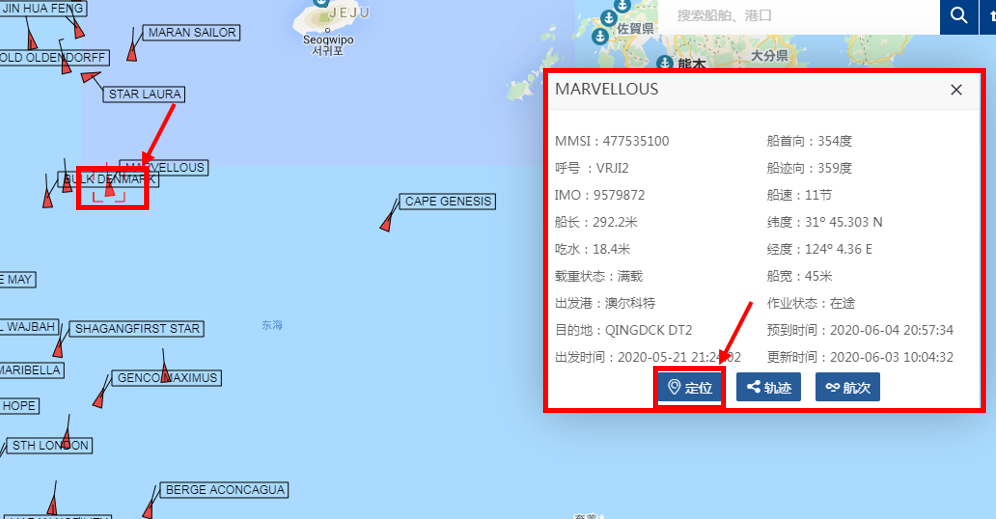 JIN HUA FENG
JEJU
搜索船舶、港口
MARAN SAILOR
Seogwipo
서귀포
佐賀県
OLD OLDENDORFF
熊本
大分県
STAR LAURA
MARVELLOUS
MARVELLOUS
BULK DENMARK
CAPE GENESIS
MMSI：477535100
船首向：354度
呼号 ：VRJI2
船迹向：359度
IMO：9579872
船速：11节
船长：292.2米
纬度：31º 45.303 N
吃水：18.4米
经度：124º 4.36 E
载重状态：满载
船宽：45米
出发港：澳尔科特
作业状态：在途
目的地：QINGDCK DT2
预到时间：2020-06-04 20:57:34
出发时间：2020-05-21 21:24:02
更新时间：2020-06-03 10:04:32
定位
轨迹
航次
E MAY
L WAJBAH
SHAGANGFIRST STAR
东海
MARIBELLA
GENCO MAXIMUS
HOPE
STH LONDON
BERGE ACONCAGUA